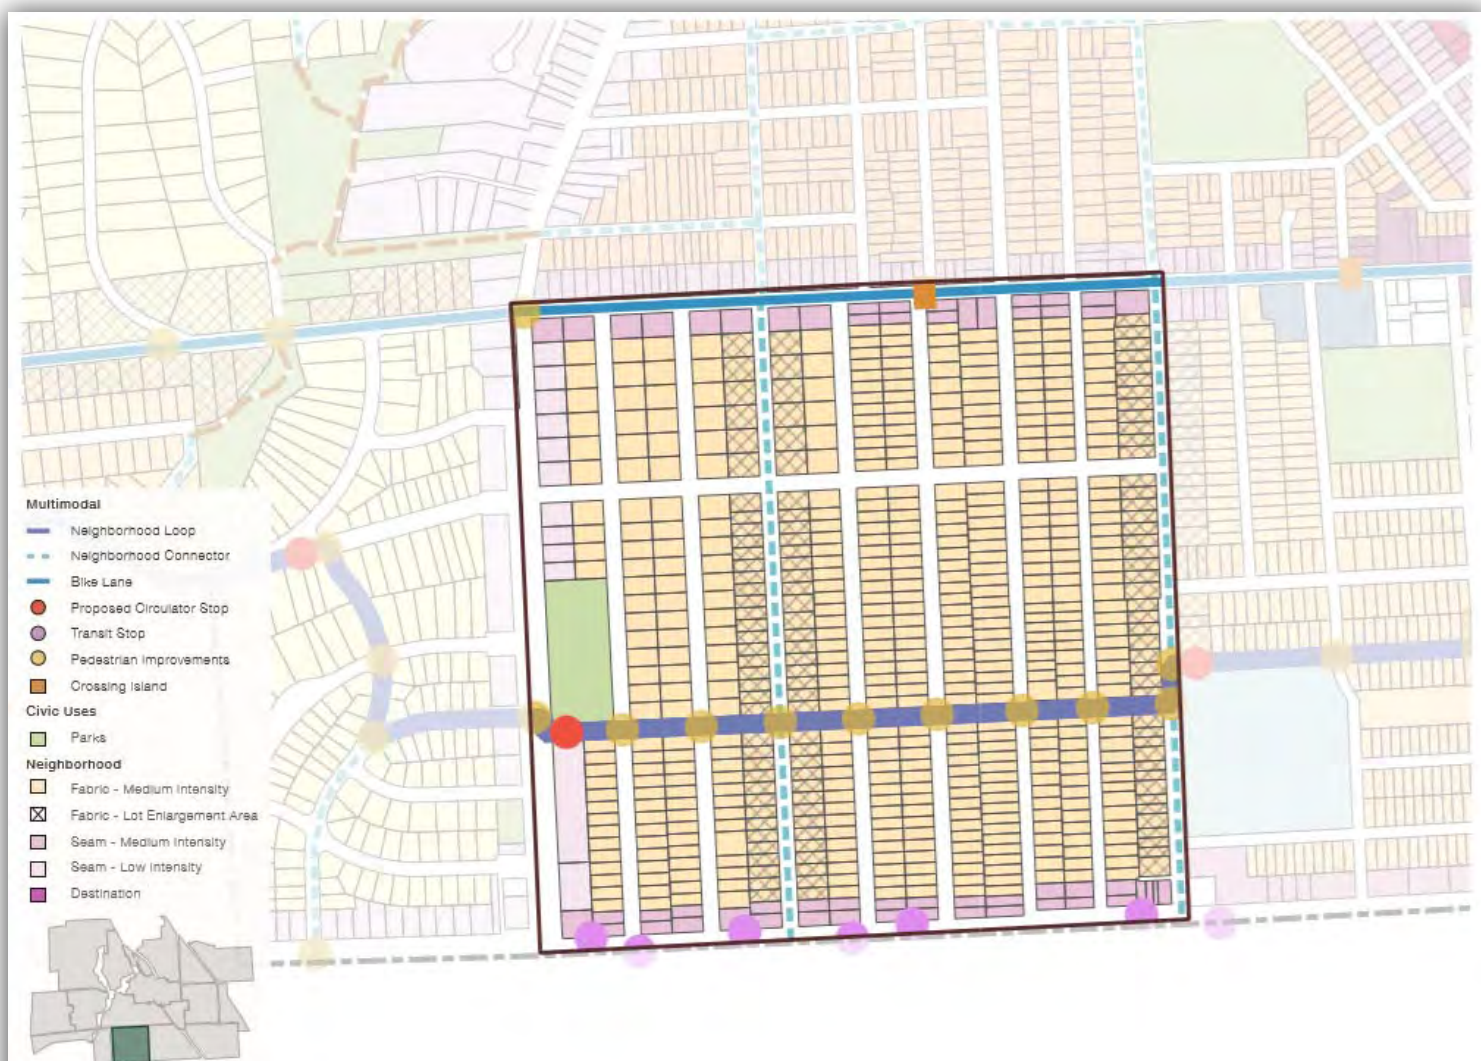 Multimodal
Neighborhood Loop
Neighborhood Connector
Bike Lane
Proposed Circulator Stop
Transit Stop
Pedestrian Improvements
Crossing Island
Civic Uses
Parks
Neighborhood
Fabric - Medium Intensity
Fabric - Lot Enlargement Area
Seam - Medium Intensity
Seam - Low Intensity
Destination